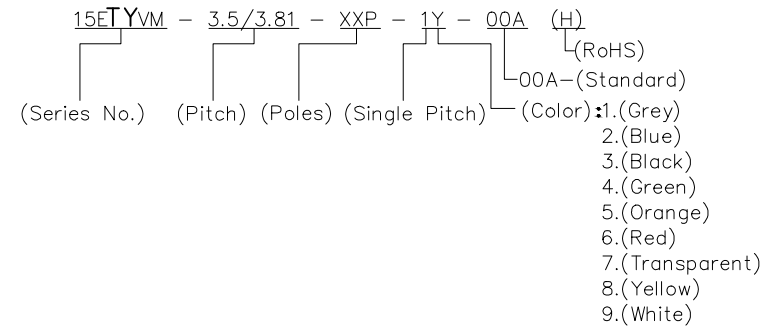 15ETYVM - 3.5/3.81 - XXP - 1Y - 00A (H)
(RoHS)
00A-(Standard)
(Series No.) (Pitch) (Poles) (Single Pitch) (Color):1.(Grey)
2.(Blue)
3.(Black)
4.(Green)
5.(Orange)
6.(Red)
7.(Transparent)
8.(Yellow)
9.(White)